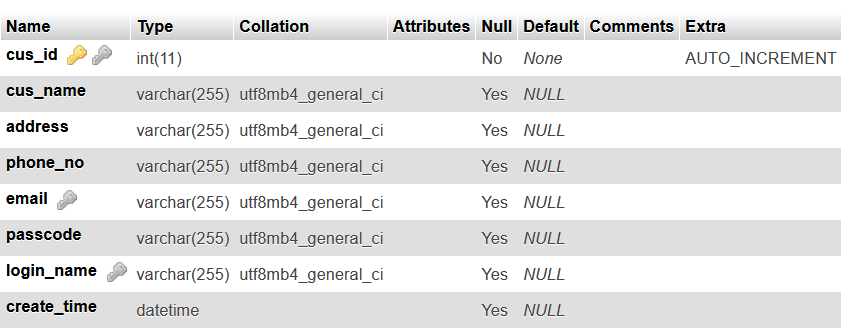 Name Type Collation Attributes Null Default Comments Extra
cus_id int(11) No None AUTO_INCREMENT
cus_name varchar(255) utf8mb4_general_ci Yes NULL
address varchar(255) utf8mb4_general_ci Yes NULL
phone_no varchar(255) utf8mb4_general_ci Yes NULL
email varchar(255) utf8mb4_general_ci Yes NULL
passcode varchar(255) utf8mb4_general_ci Yes NULL
login_name varchar(255) utf8mb4_general_ci Yes NULL
create_time datetime Yes NULL